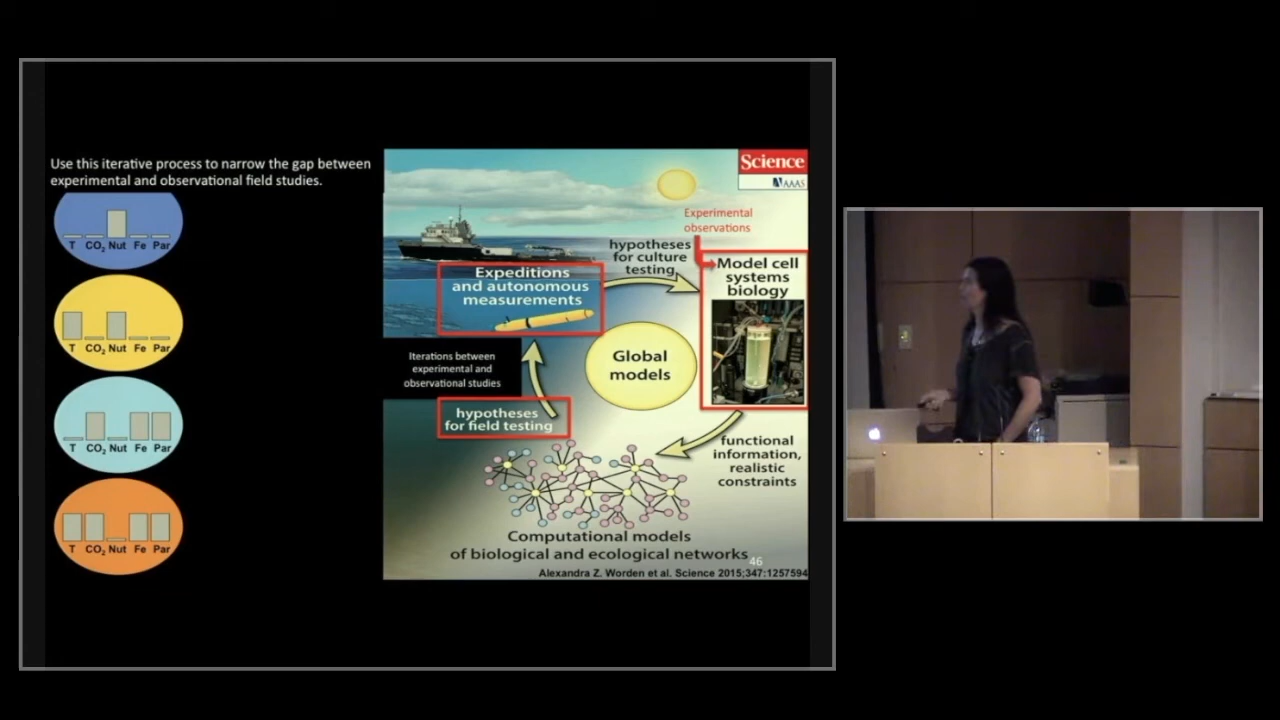 Use this iterative process to narrow the gap between
experimental and observational field studies.
T CO2 Nut Fe Par
T CO2 Nut Fe Par
T CO2 Nut Fe Par
T CO2 Nut Fe Par
Science
AAAS
Experimental
observations
hypotheses
for culture
testing
Model cell
systems
biology
Expeditions
and autonomous
measurements
Global
models
Iterations between
experimental and
observational studies
hypotheses
for field testing
functional
information,
realistic
constraints
Computational models
of biological and ecological networks
46
Alexandra Z. Worden et al. Science 2015;347:1257594